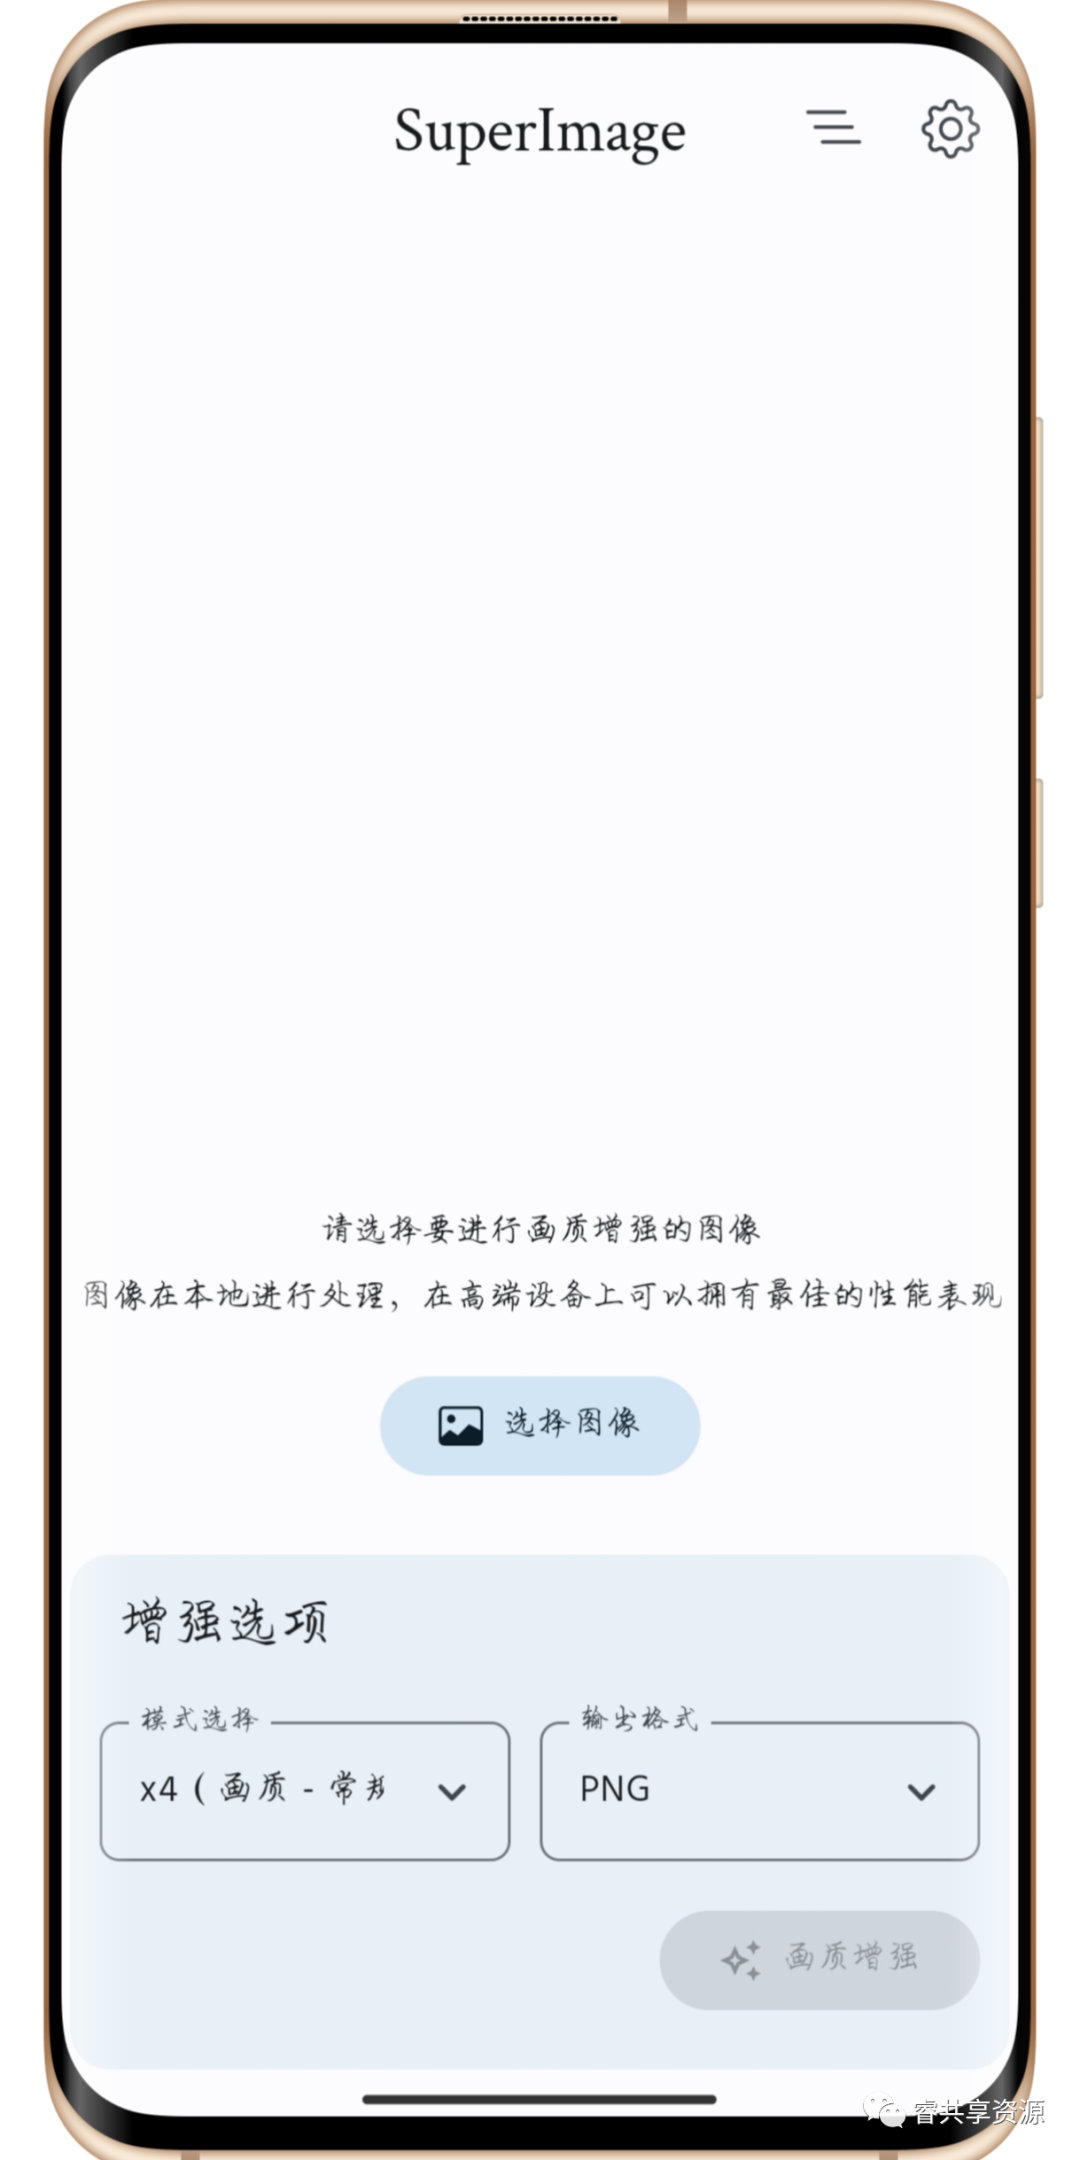 SuperImage
请选择要进行画质增强的图像
图像在本地进行处理，在高端设备上可以拥有最佳的性能表现
选择图像
增强选项
模式选择
输出格式
x4（画质 - 常规
PNG
画质增强
睿共享资源